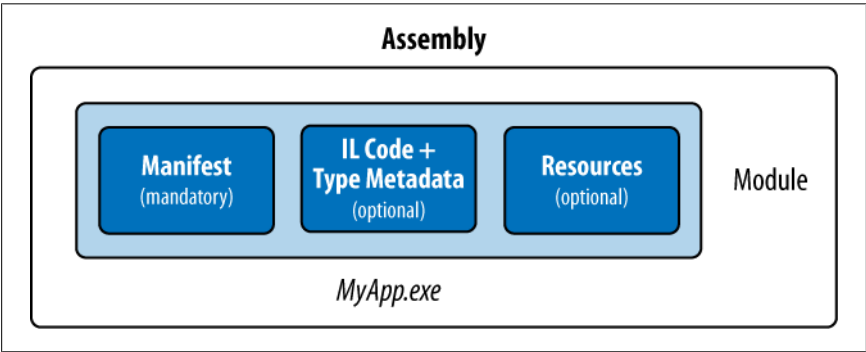 Assembly
Manifest
(mandatory)
IL Code +
Type Metadata
(optional)
Resources
(optional)
Module
MyApp.exe